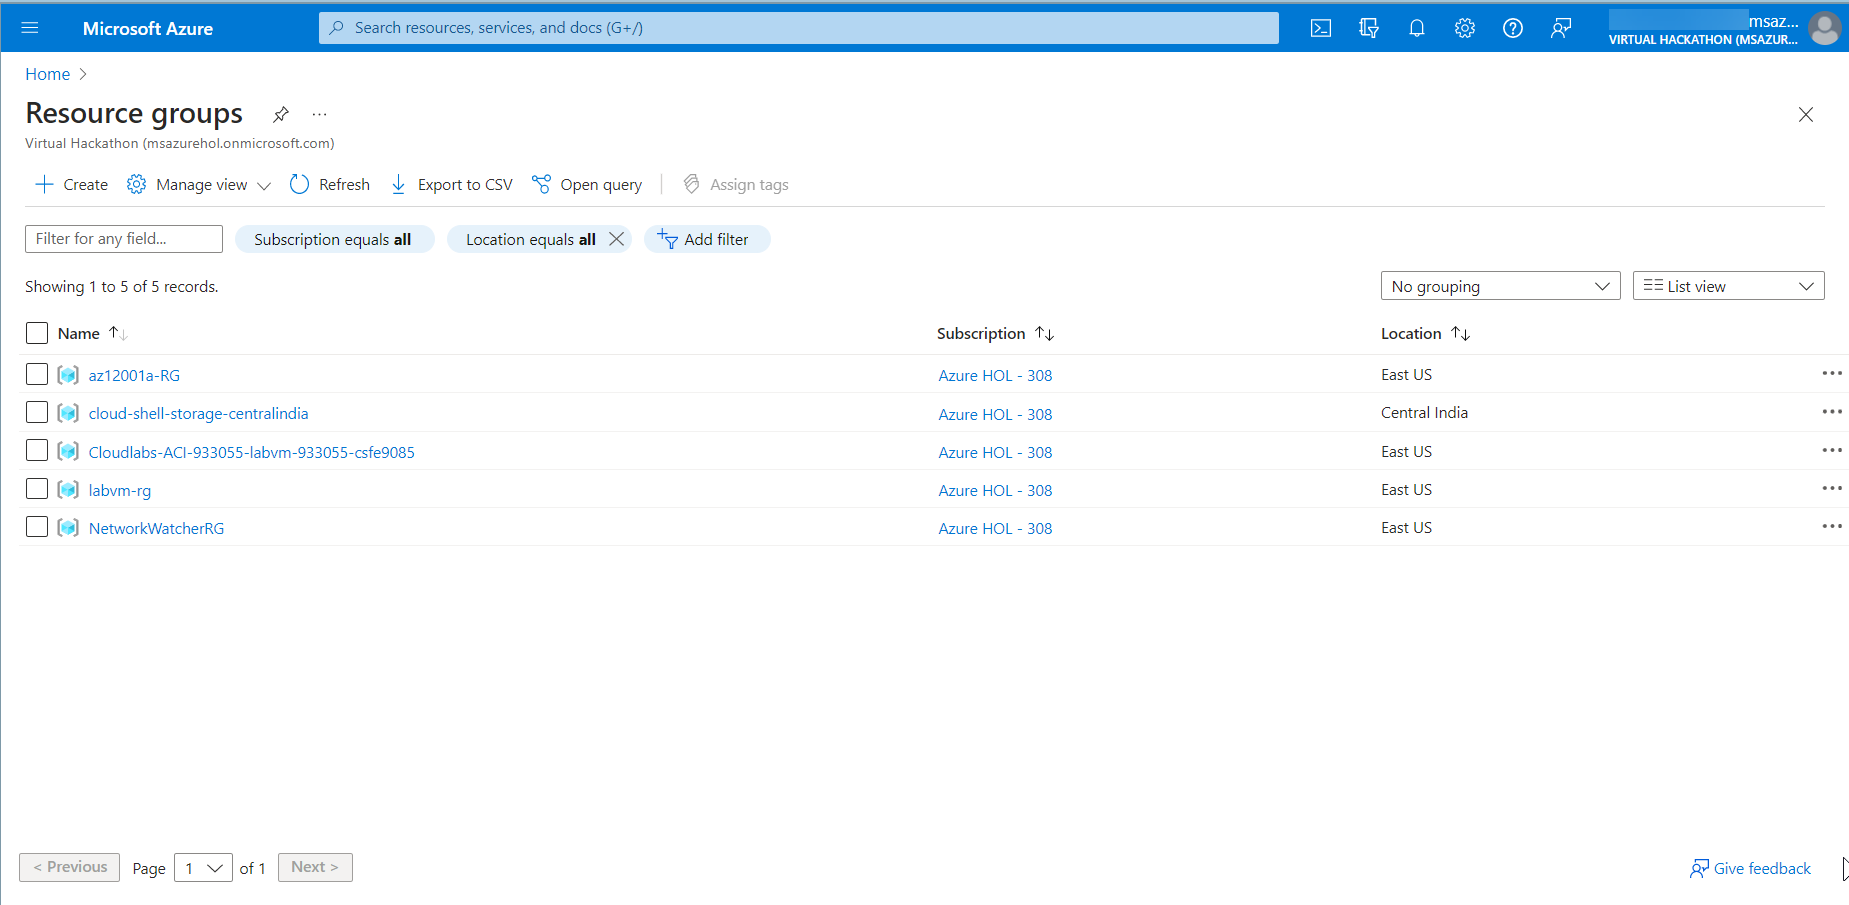 Microsoft Azure
Search resources, services, and docs (G+/)
msaz...
VIRTUAL HACKATHON (MSAZUR...
Home
Resource groups
Virtual Hackathon (msazurehol.onmicrosoft.com)
Create Manage view Refresh Export to CSV Open query Assign tags
Filter for any field... Subscription equals all Location equals all Add filter
Showing 1 to 5 of 5 records. No grouping List view
Name Subscription Location
az12001a-RG Azure HOL - 308 East US
cloud-shell-storage-centralindia Azure HOL - 308 Central India
Cloudlabs-ACI-933055-labvm-933055-csfe9085 Azure HOL - 308 East US
labvm-rg Azure HOL - 308 East US
NetworkWatcherRG Azure HOL - 308 East US
< Previous Page 1 of 1 Next > Give feedback